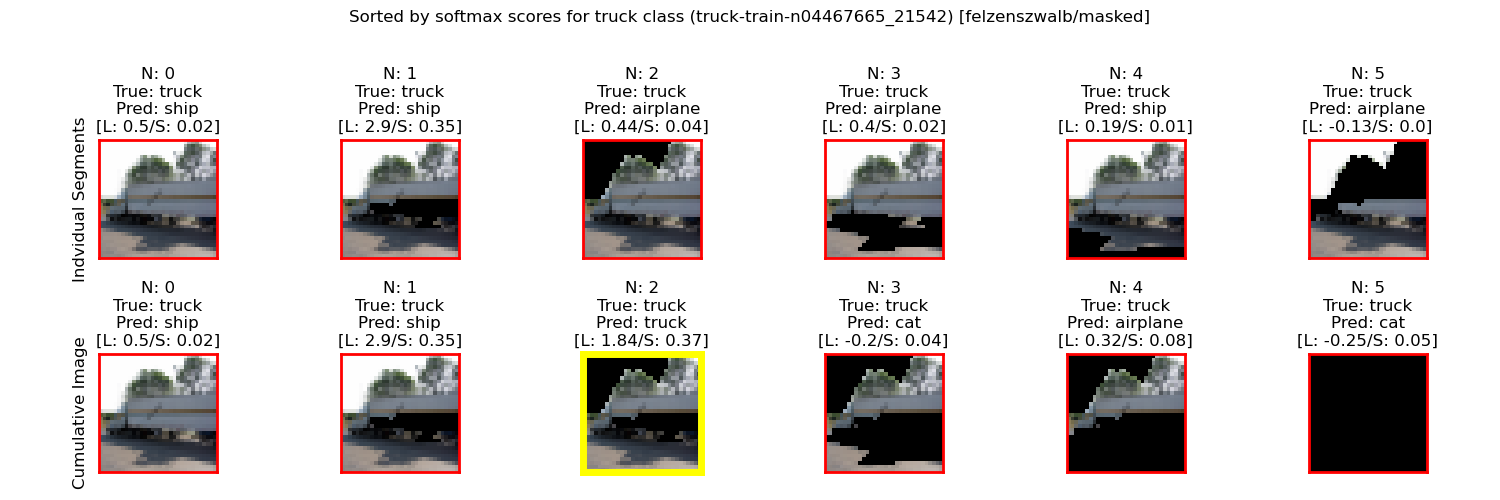 Sorted by softmax scores for truck class (truck-train-n04467665_21542) [felzenszwalb/masked]
Indvidual Segments
N: 0
True: truck
Pred: ship
[L: 0.5/S: 0.02]
N: 1
True: truck
Pred: ship
[L: 2.9/S: 0.35]
N: 2
True: truck
Pred: airplane
[L: 0.44/S: 0.04]
N: 3
True: truck
Pred: airplane
[L: 0.4/S: 0.02]
N: 4
True: truck
Pred: ship
[L: 0.19/S: 0.01]
N: 5
True: truck
Pred: airplane
[L: -0.13/S: 0.0]
Cumulative Image
N: 0
True: truck
Pred: ship
[L: 0.5/S: 0.02]
N: 1
True: truck
Pred: ship
[L: 2.9/S: 0.35]
N: 2
True: truck
Pred: truck
[L: 1.84/S: 0.37]
N: 3
True: truck
Pred: cat
[L: -0.2/S: 0.04]
N: 4
True: truck
Pred: airplane
[L: 0.32/S: 0.08]
N: 5
True: truck
Pred: cat
[L: -0.25/S: 0.05]